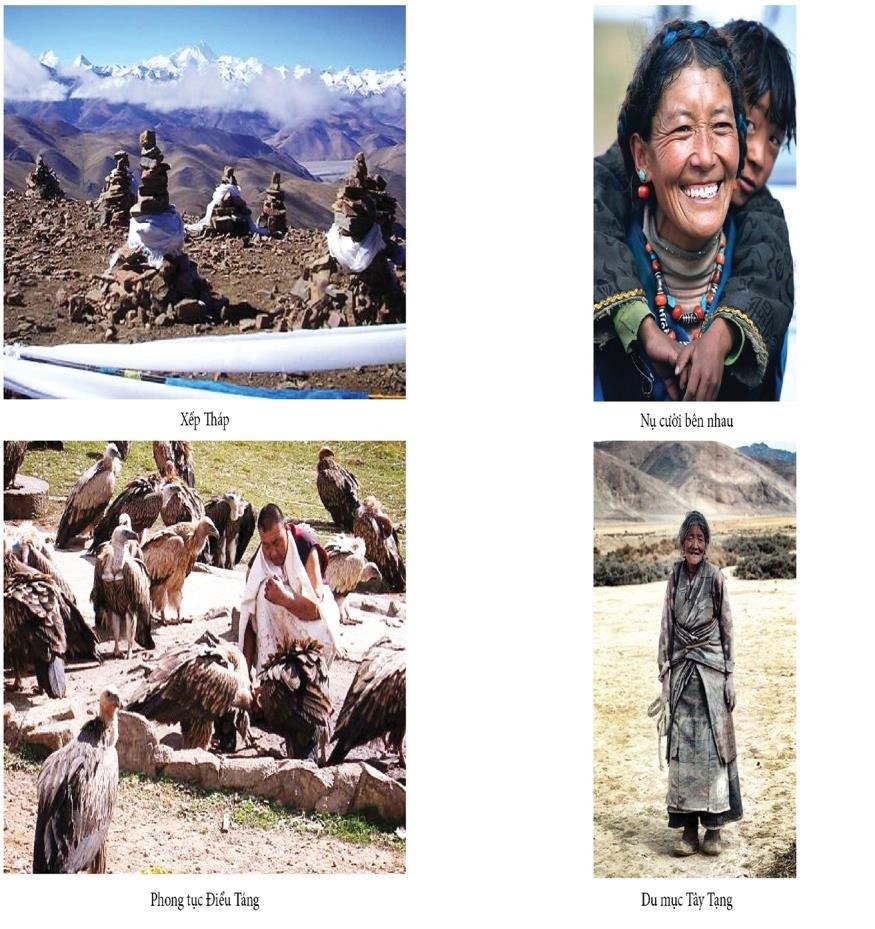 Xếp Tháp
Nụ cười bên nhau
Phong tục Điểu Táng
Du mục Tây Tạng